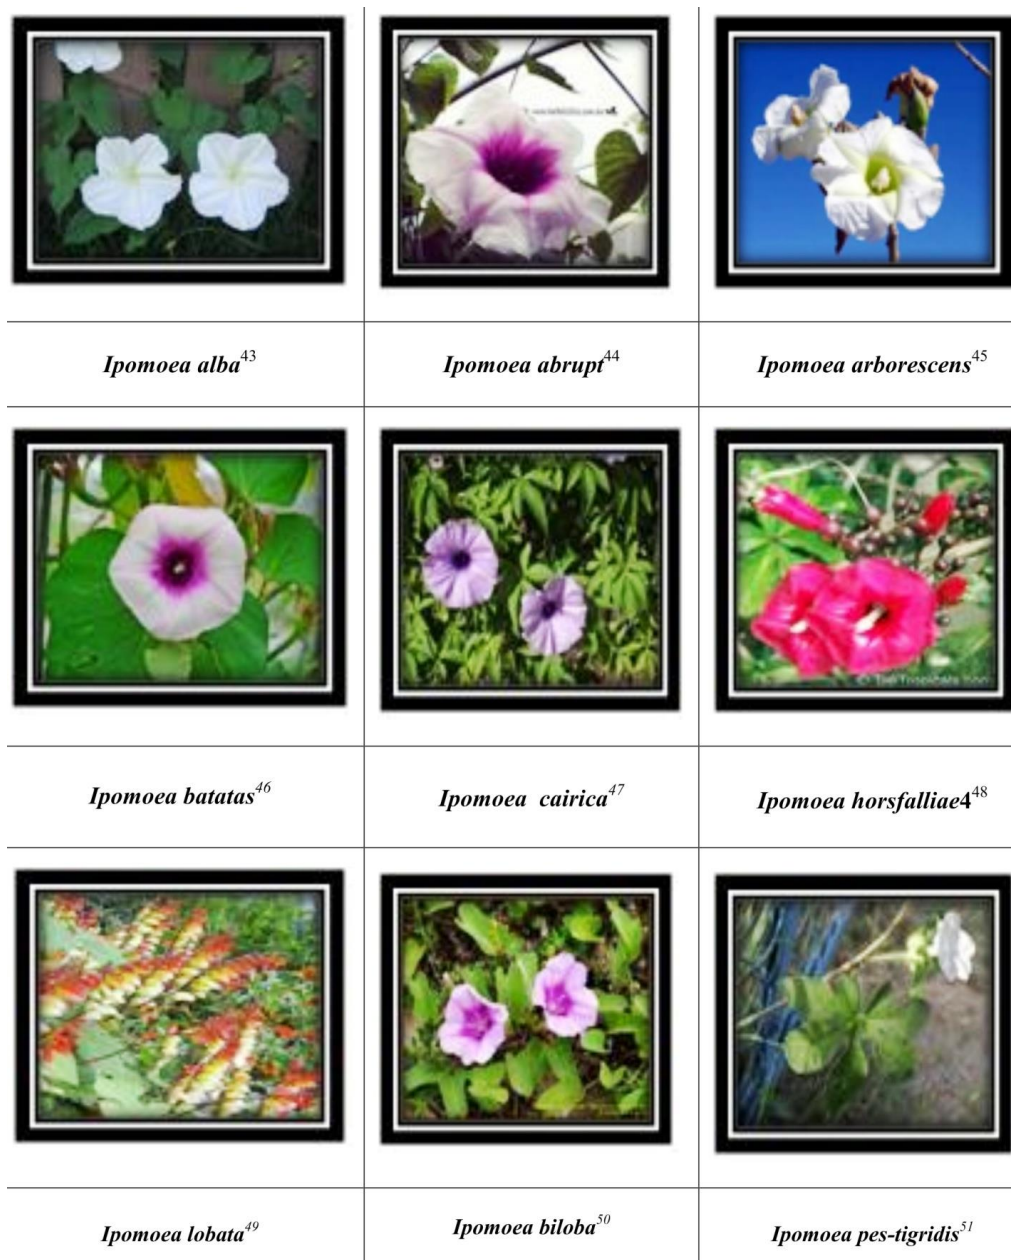 Ipomoea alba43 Ipomoea abrupt44 Ipomoea arborescens45
Ipomoea batatas46 Ipomoea cairica47 Ipomoea horsfalliae448
Ipomoea lobata49 Ipomoea biloba50 Ipomoea pes-tigridis51